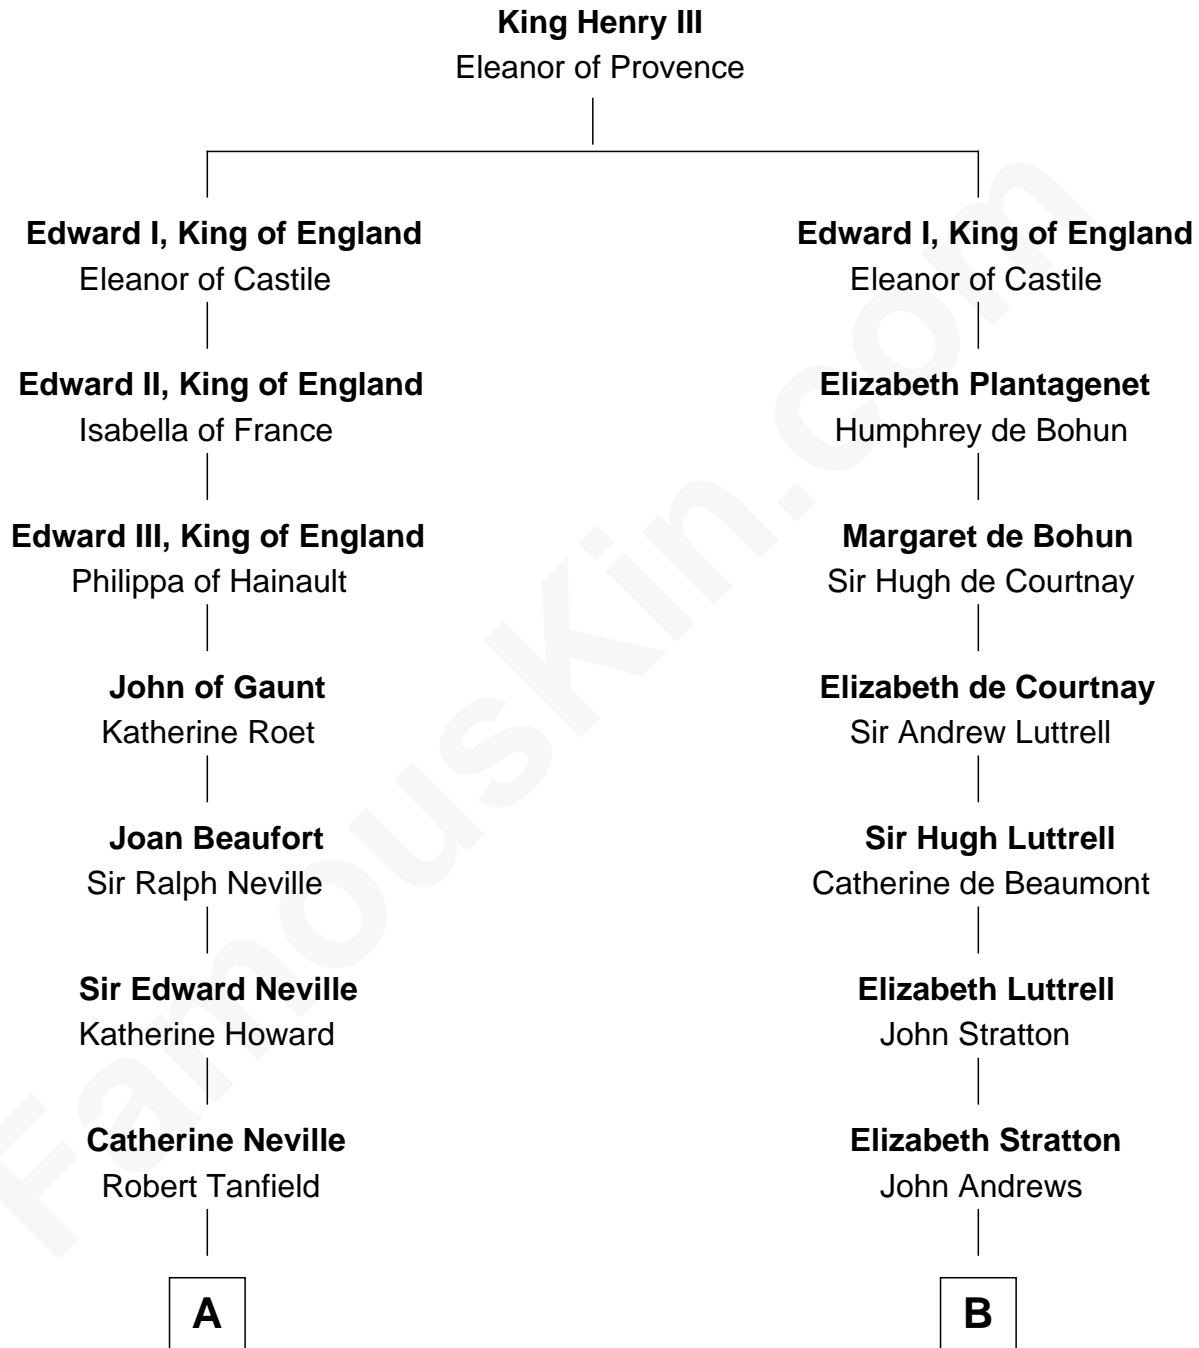 King Henry III
Eleanor of Provence
Edward I, King of England
Eleanor of Castile
Edward II, King of England
Isabella of France
Edward III, King of England
Philippa of Hainault
John of Gaunt
Katherine Roet
Joan Beaufort
Sir Ralph Neville
Sir Edward Neville
Katherine Howard
Catherine Neville
Robert Tanfield
A
Edward I, King of England
Eleanor of Castile
Elizabeth Plantagenet
Humphrey de Bohun
Margaret de Bohun
Sir Hugh de Courtnay
Elizabeth de Courtnay
Sir Andrew Luttrell
Sir Hugh Luttrell
Catherine de Beaumont
Elizabeth Luttrell
John Stratton
Elizabeth Stratton
John Andrews
B
FamousKin.com